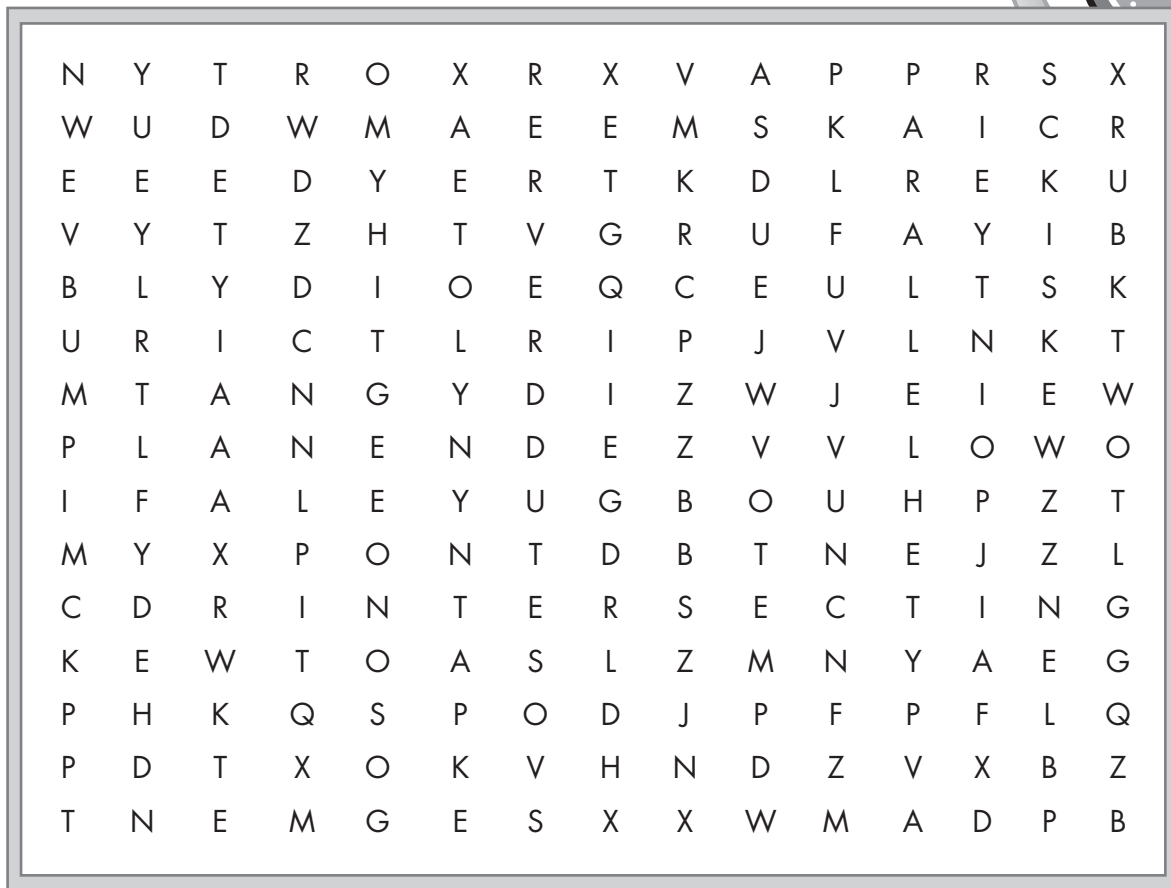 N Y T R O X R X V A P P R S X
W U D W M A E E M S K A I C R
E E E D Y E R T K D L R E K U
V Y T Z H T V G R U F A Y I B
B L Y D I O E Q C E U L T S K
U R I C T L R I P J V L N K T
M T A N G Y D I Z W J E I E W
P L A N E N D E Z V V L O W O
I F A L E Y U G B O U H P Z T
M Y X P O N T D B T N E J Z L
C D R I N T E R S E C T I N G
K E W T O A S L Z M N Y A E G
P H K Q S P O D J P F P F L Q
P D T X O K V H N D Z V X B Z
T N E M G E S X X W M A D P B